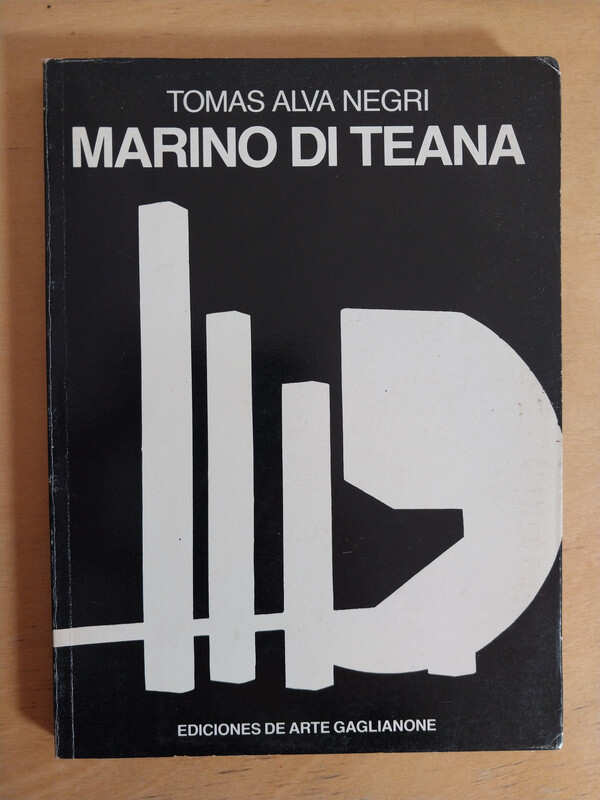 TOMAS ALVA NEGRI
MARINO DI TEANA
EDICIONES DE ARTE GAGLIANONE